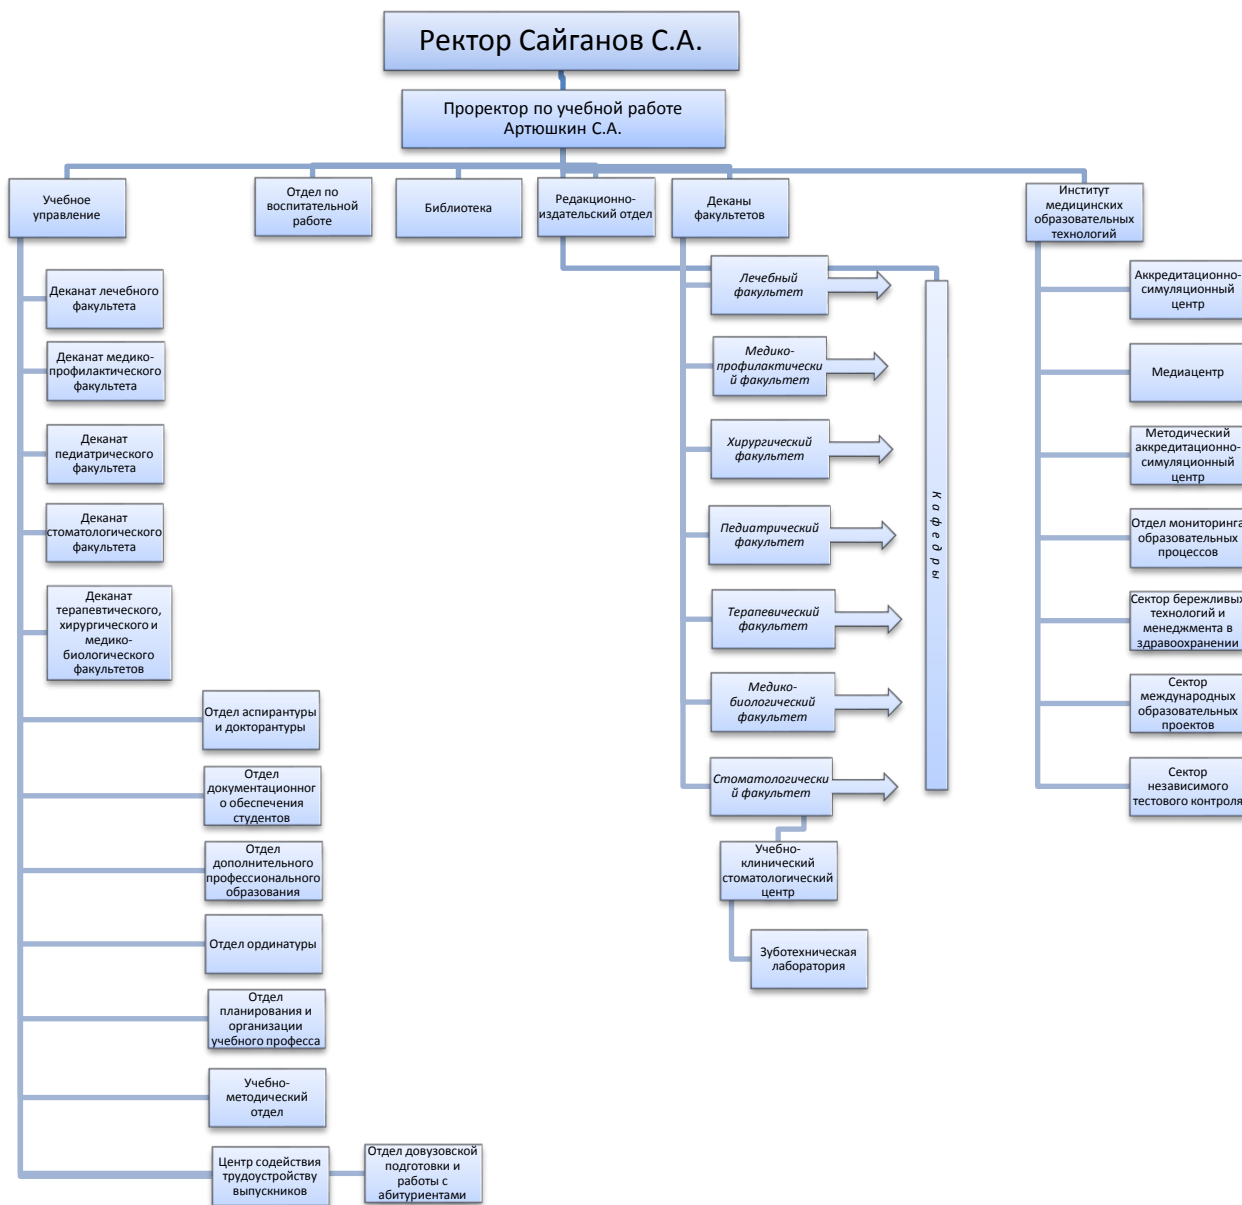 Ректор Сайганов С.А.
Проректор по учебной работе
Артюшкин С.А.
Учебное
управление
Отдел по
воспитательной
работе
Библиотека
Редакционно-
издательский отдел
Деканы
факультетов
Институт
медицинских
образовательных
технологий
Деканат лечебного
факультета
Деканат медико-
профилактического
факультета
Деканат
педиатрического
факультета
Деканат
стоматологического
факультета
Деканат
терапевтического,
хирургического и
медико-
биологического
факультетов
Отдел аспирантуры
и докторантуры
Отдел
документационног
о обеспечения
студентов
Отдел
дополнительного
профессионального
образования
Отдел ординатуры
Отдел
планирования и
организации
учебного професса
Учебно-
методический
отдел
Центр содействия
трудоустройству
выпускников
Отдел довузовской
подготовки и
работы с
абитуриентами
Лечебный
факультет
Медико-
профилактически
й факультет
Хирургический
факультет
Педиатрический
факультет
Терапевический
факультет
Медико-
биологический
факультет
Стоматологически
й факультет
Учебно-
клинический
стоматологический
центр
Зуботехническая
лаборатория
Кафедры
Аккредитационно-
симуляционный
центр
Медиацентр
Методический
аккредитационно-
симуляционный
центр
Отдел мониторинга
образовательных
процессов
Сектор бережливых
технологий и
менеджмента в
здравоохранении
Сектор
международных
образовательных
проектов
Сектор
независимого
тестового контроля